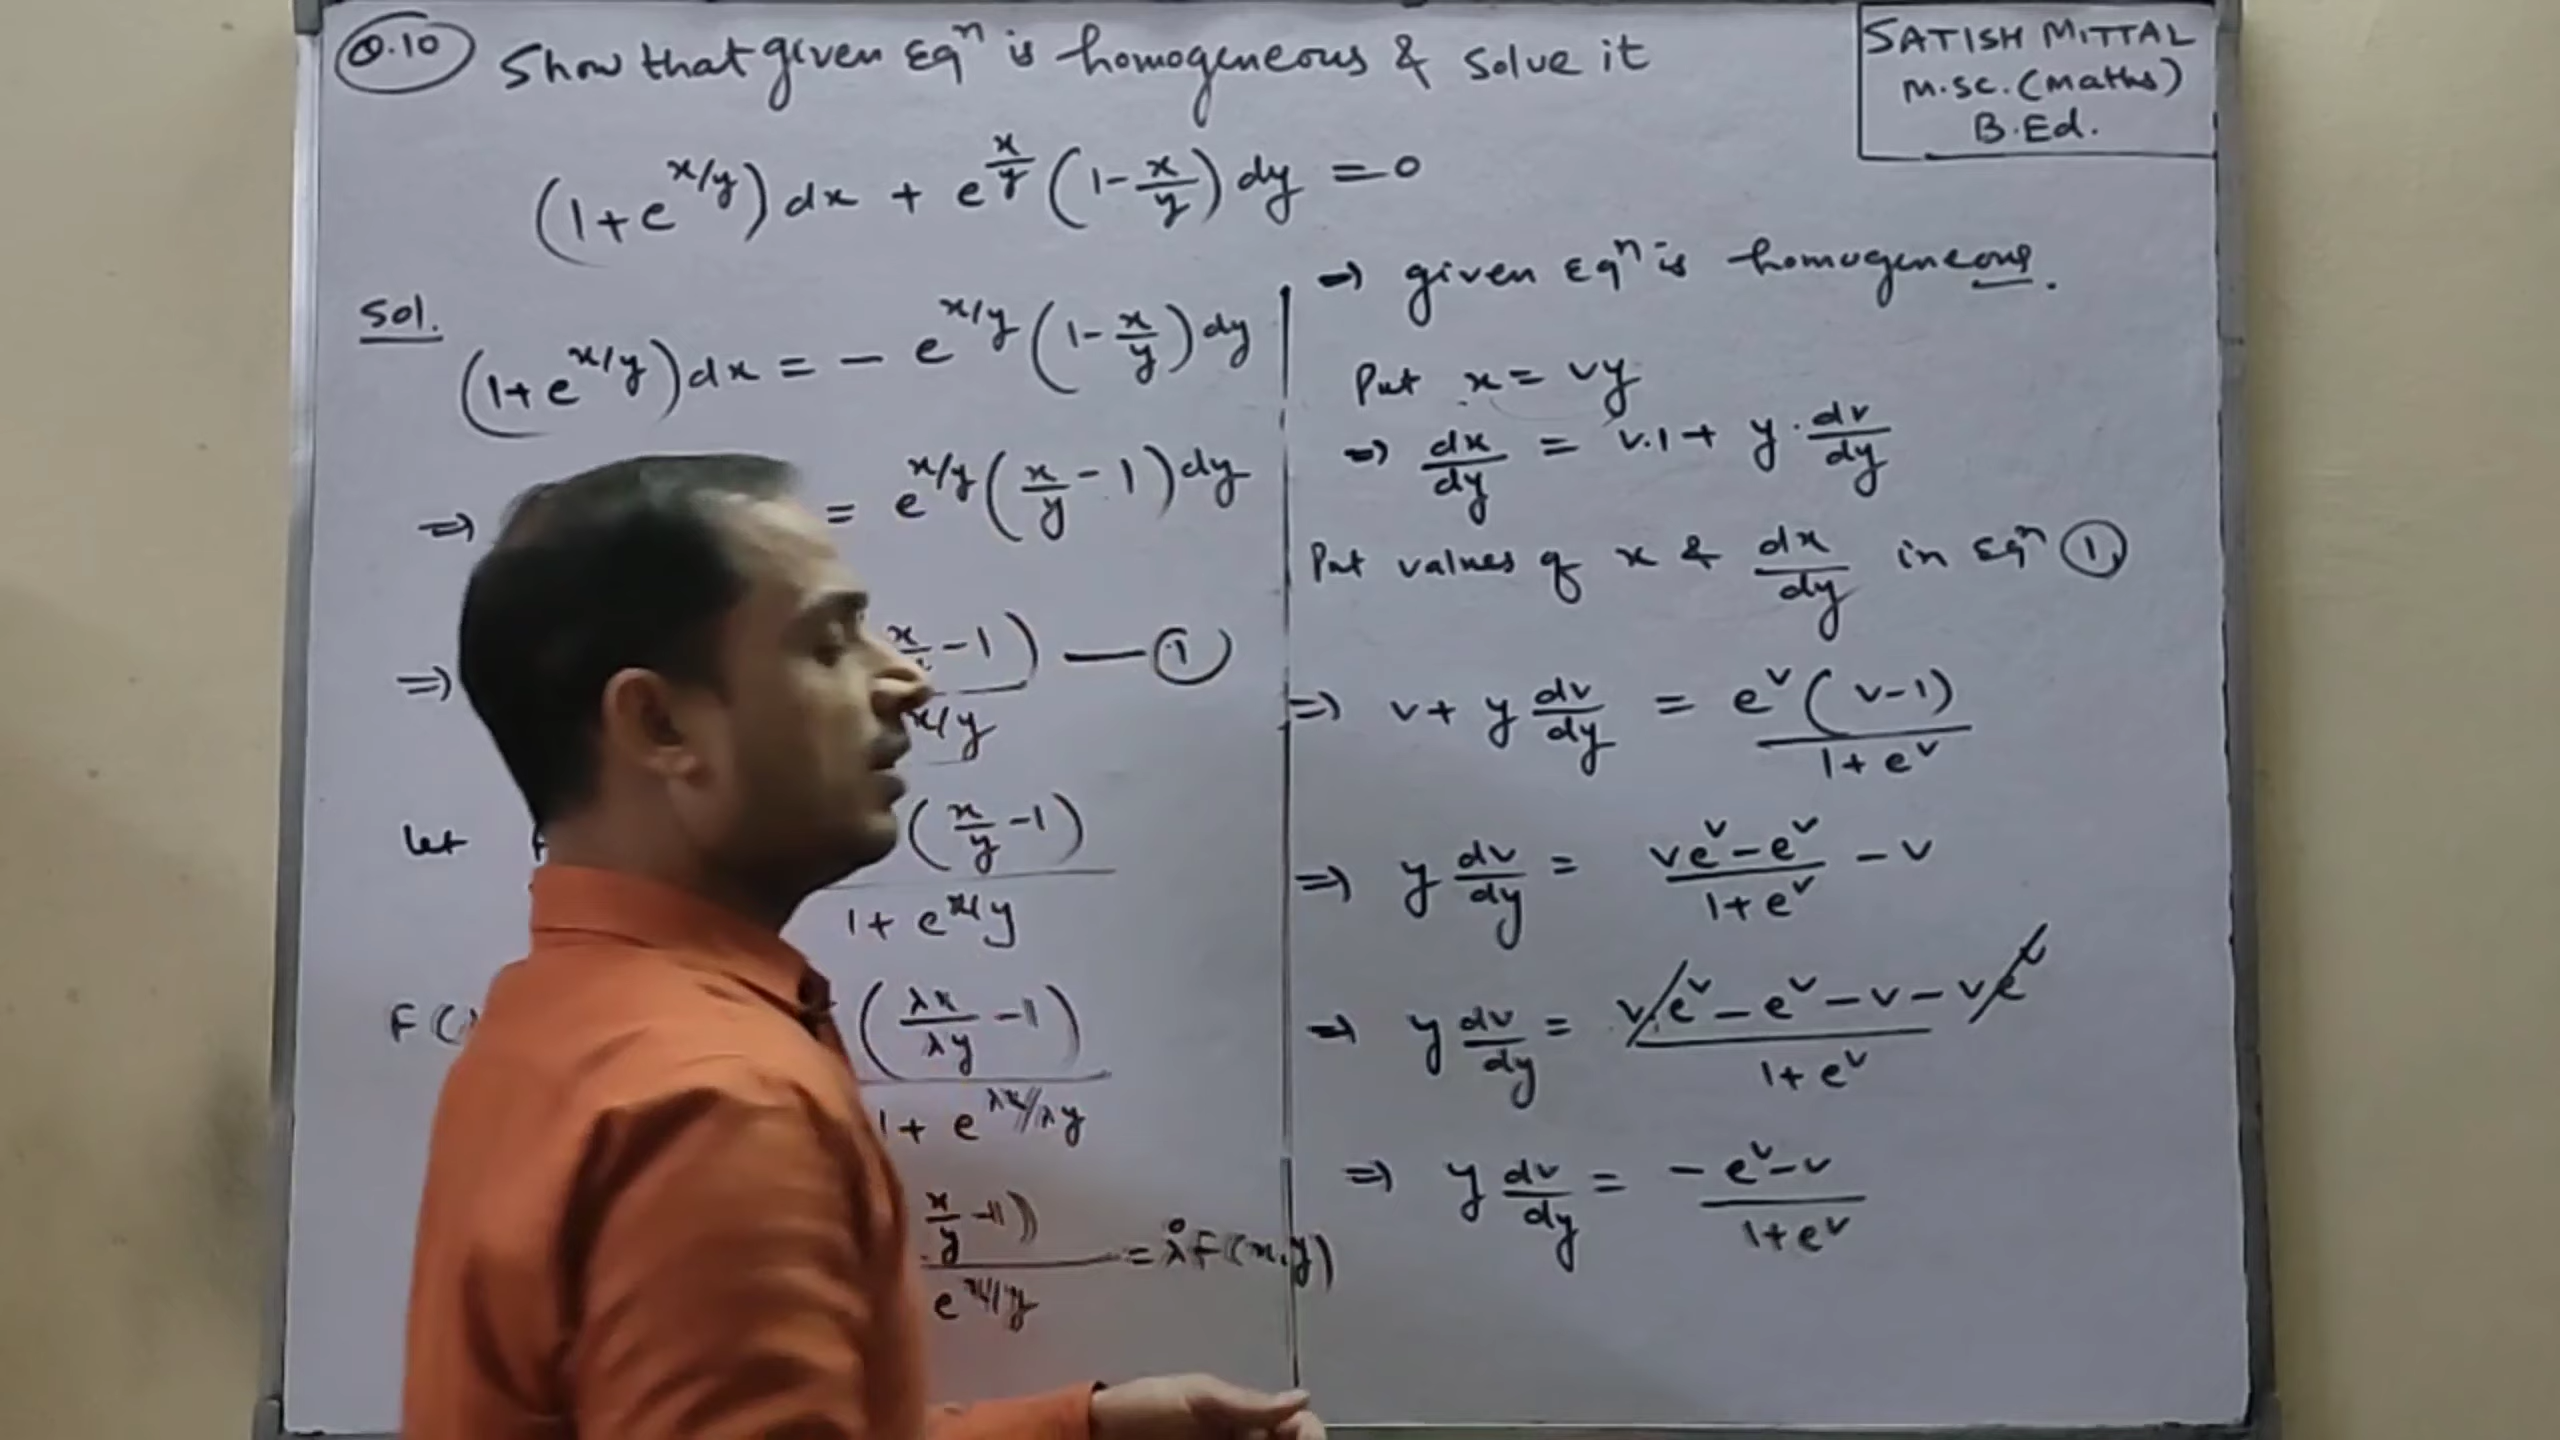 Q.10 Show that given Eqⁿ is homogeneous & solve it
SATISH MITTAL
M.Sc. (Maths)
B.Ed.
(1+e^{x/y}) dx + e^{x/y} (1 - x/y) dy = 0
Sol.
(1+e^{x/y}) dx = - e^{x/y} (1 - x/y) dy
⇒ = e^{x/y} (x/y - 1) dy
⇒ x/y - 1) — ①
x/y
let (x/y - 1)
1 + e^{x/y}
F( (λx/λy - 1)
1 + e^{λx/λy}
x/y - 1) = λ° F(x, y)
e^{x/y}
⇒ given Eqⁿ is homogeneous.
Put x = vy
⇒ dx/dy = v.1 + y . dv/dy
Put values of x & dx/dy in Eqⁿ ①,
⇒ v + y dv/dy = e^v (v-1) / 1 + e^v
⇒ y dv/dy = ve^v - e^v / 1 + e^v - v
⇒ y dv/dy = v.e^v - e^v - v - ve^v / 1 + e^v
⇒ y dv/dy = - e^v - v / 1 + e^v